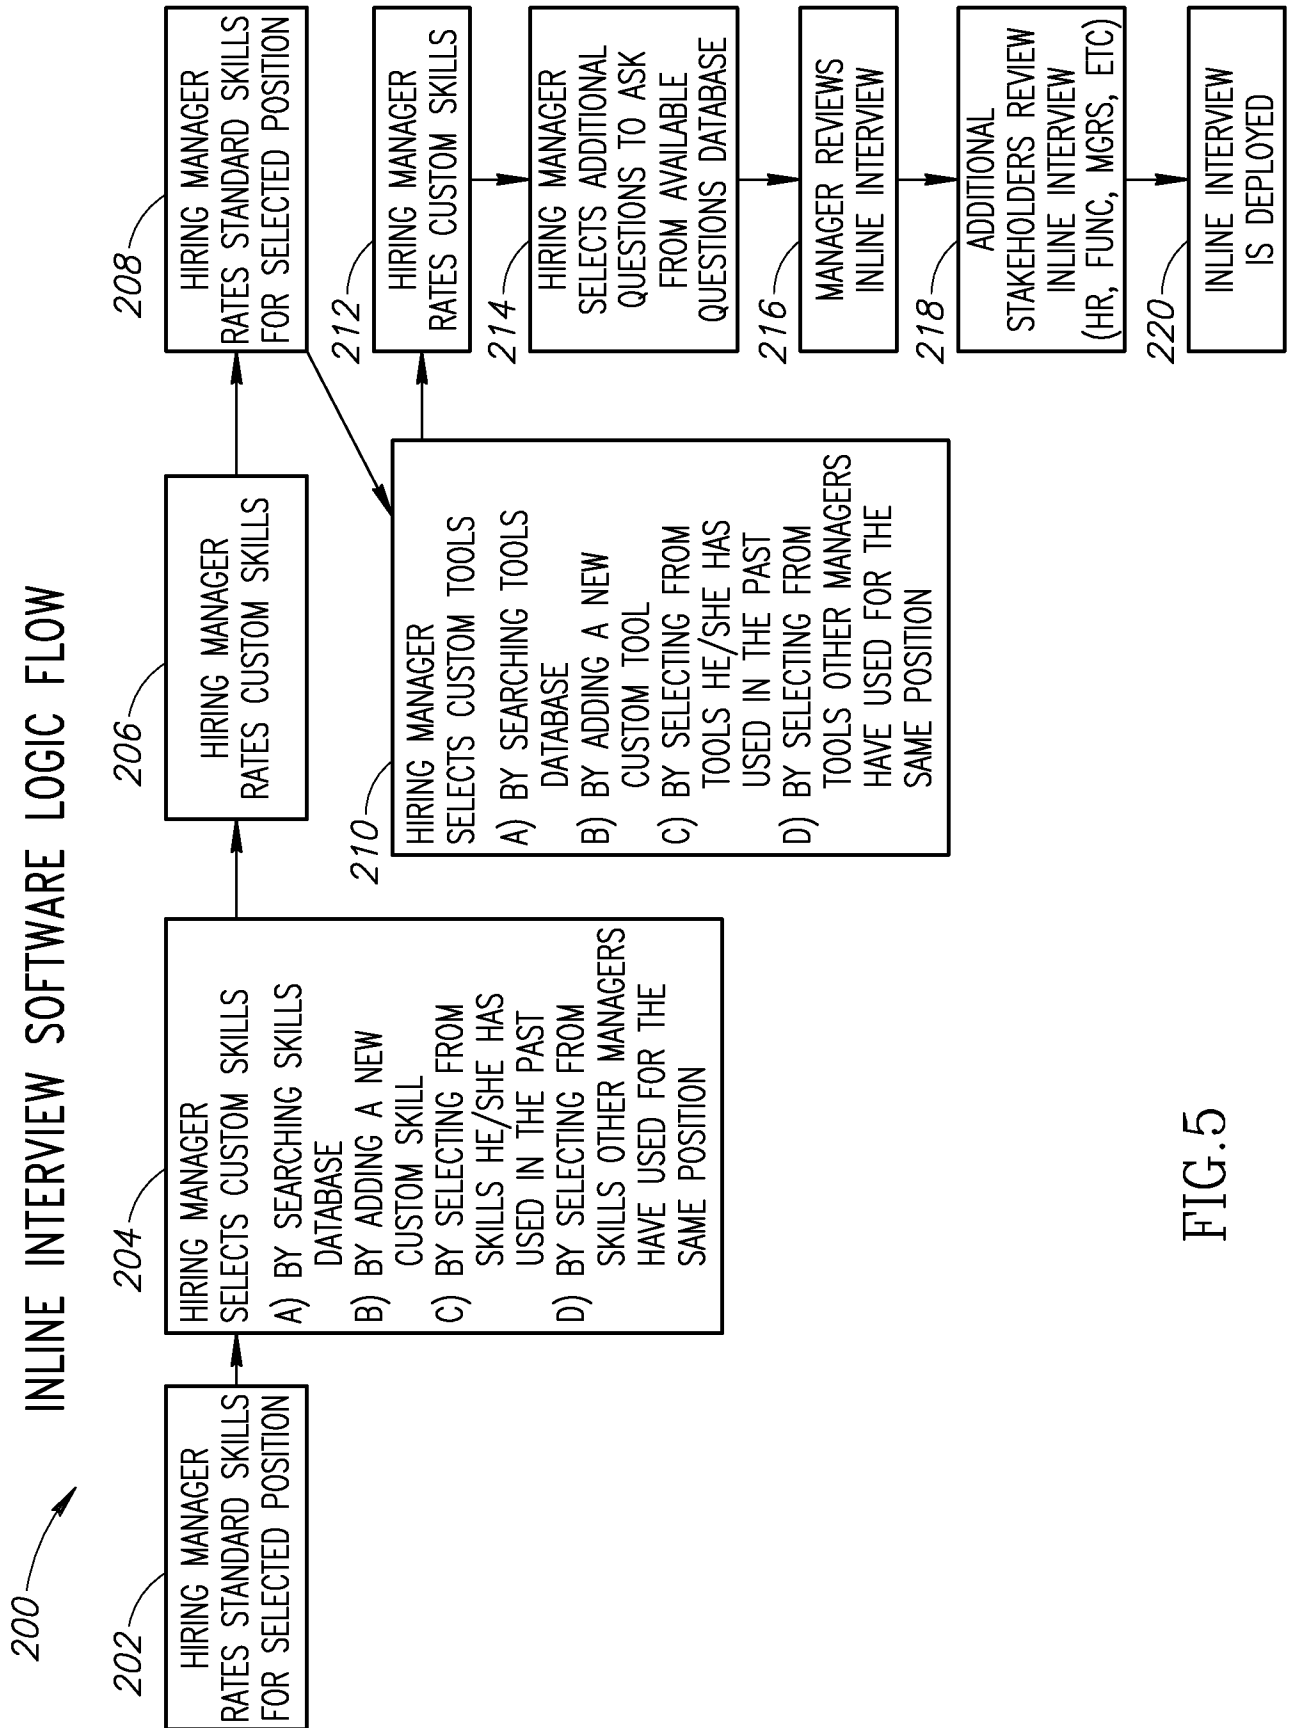 INLINE INTERVIEW SOFTWARE LOGIC FLOW
200
202
HIRING MANAGER
RATES STANDARD SKILLS
FOR SELECTED POSITION
204
HIRING MANAGER
SELECTS CUSTOM SKILLS
A) BY SEARCHING SKILLS
DATABASE
B) BY ADDING A NEW
CUSTOM SKILL
C) BY SELECTING FROM
SKILLS HE/SHE HAS
USED IN THE PAST
D) BY SELECTING FROM
SKILLS OTHER MANAGERS
HAVE USED FOR THE
SAME POSITION
206
HIRING MANAGER
RATES CUSTOM SKILLS
208
HIRING MANAGER
RATES STANDARD SKILLS
FOR SELECTED POSITION
210
HIRING MANAGER
SELECTS CUSTOM TOOLS
A) BY SEARCHING TOOLS
DATABASE
B) BY ADDING A NEW
CUSTOM TOOL
C) BY SELECTING FROM
TOOLS HE/SHE HAS
USED IN THE PAST
D) BY SELECTING FROM
TOOLS OTHER MANAGERS
HAVE USED FOR THE
SAME POSITION
212
HIRING MANAGER
RATES CUSTOM SKILLS
214
HIRING MANAGER
SELECTS ADDITIONAL
QUESTIONS TO ASK
FROM AVAILABLE
QUESTIONS DATABASE
216
MANAGER REVIEWS
INLINE INTERVIEW
218
ADDITIONAL
STAKEHOLDERS REVIEW
INLINE INTERVIEW
(HR, FUNC, MGRS, ETC)
220
INLINE INTERVIEW
IS DEPLOYED
FIG.5